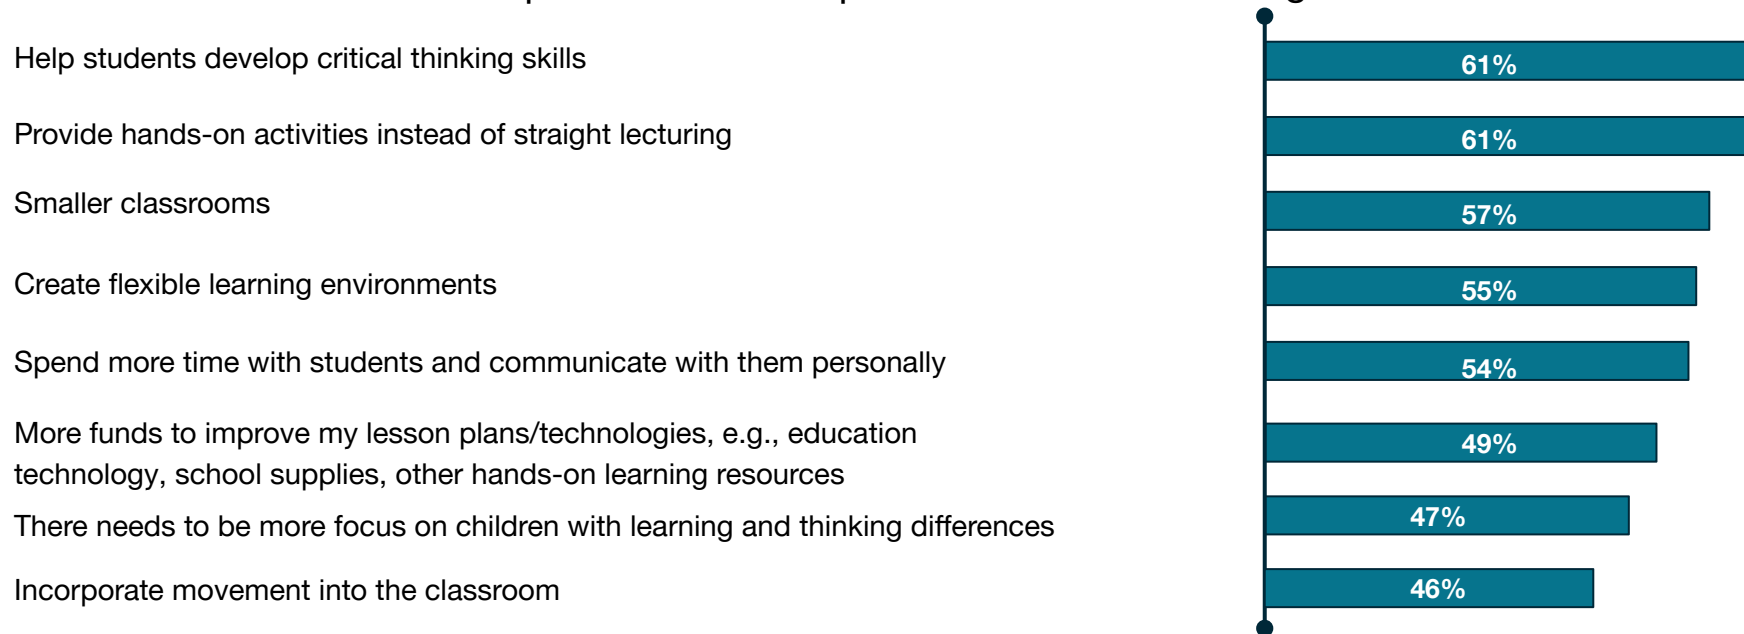 Help students develop critical thinking skills 61%
Provide hands-on activities instead of straight lecturing 61%
Smaller classrooms 57%
Create flexible learning environments 55%
Spend more time with students and communicate with them personally 54%
More funds to improve my lesson plans/technologies, e.g., education
technology, school supplies, other hands-on learning resources 49%
There needs to be more focus on children with learning and thinking differences 47%
Incorporate movement into the classroom 46%